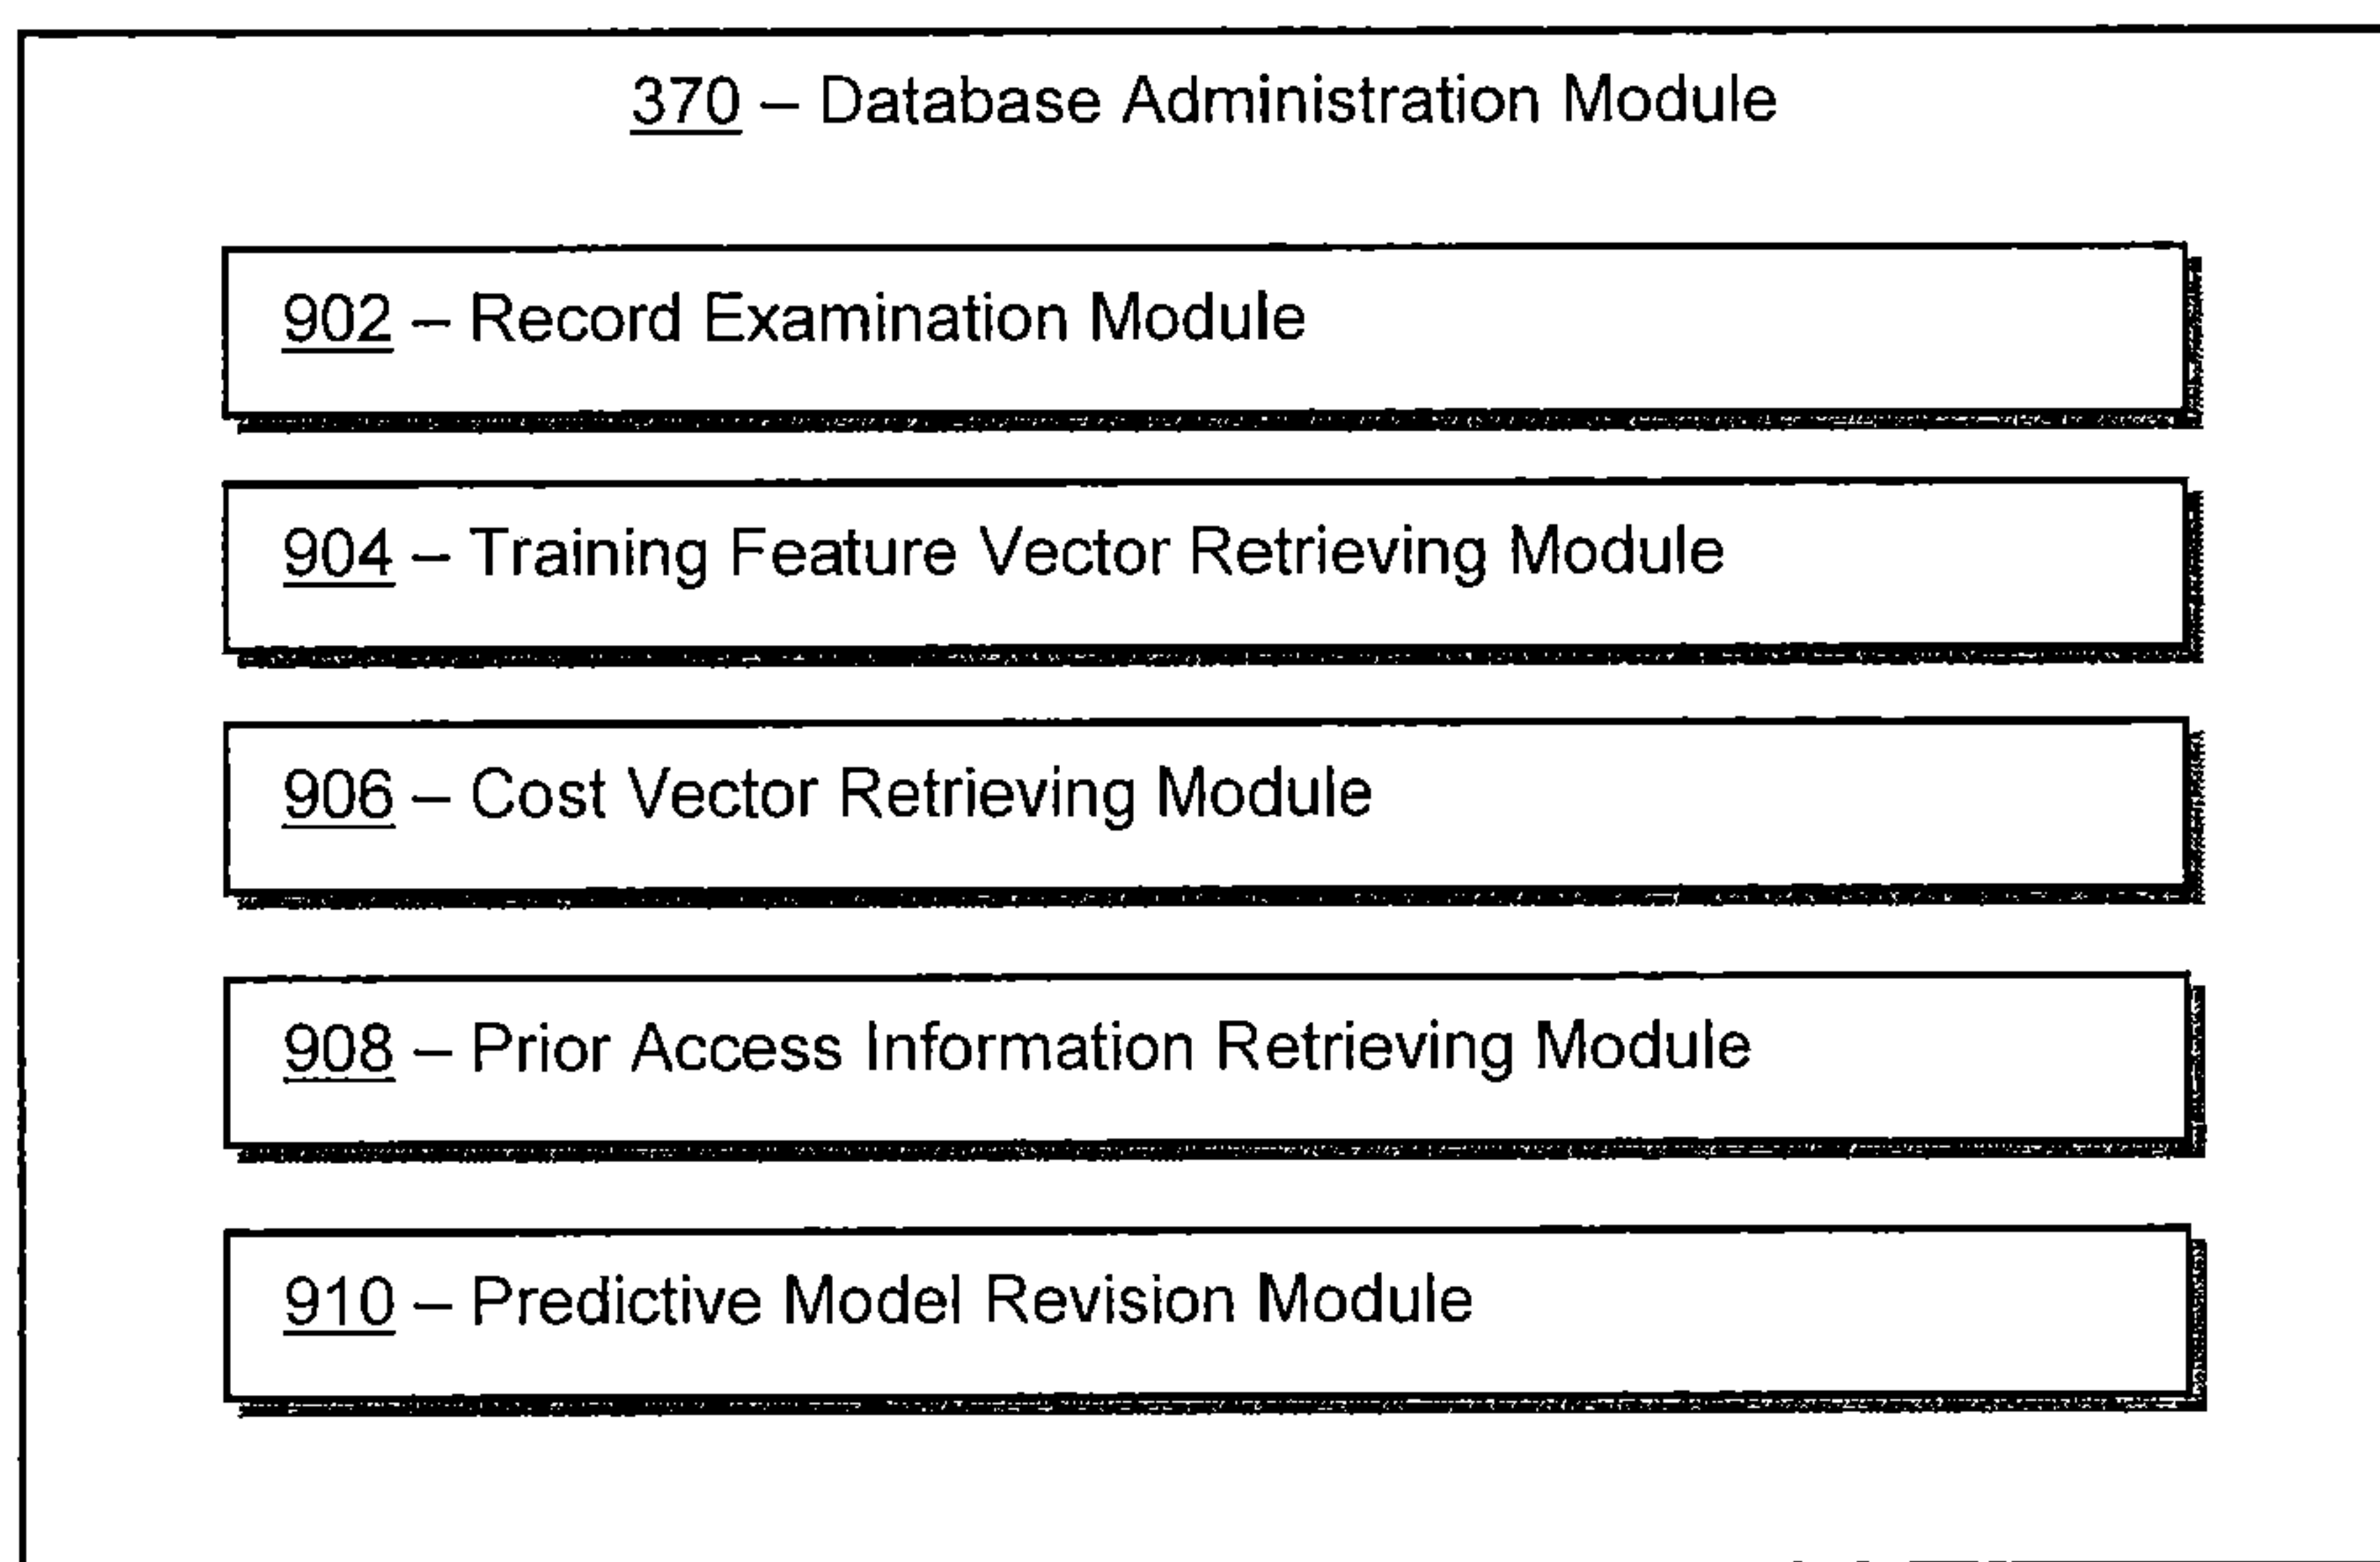 370 – Database Administration Module
902 – Record Examination Module
904 – Training Feature Vector Retrieving Module
906 – Cost Vector Retrieving Module
908 – Prior Access Information Retrieving Module
910 – Predictive Model Revision Module